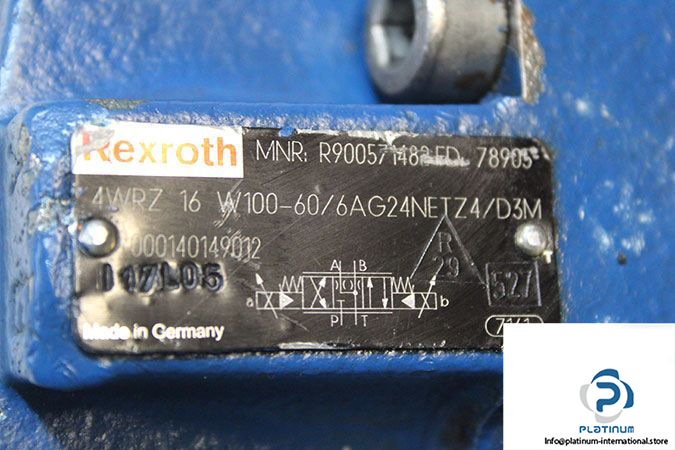 Rexroth
MNR: R900571482 FD 78905
4WRZ 16 W100-60/6AG24NETZ4/D3M
000140149012
R
29
527
A B
a b
P T
Made in Germany
PLATINUM
Info@platinum-international.store